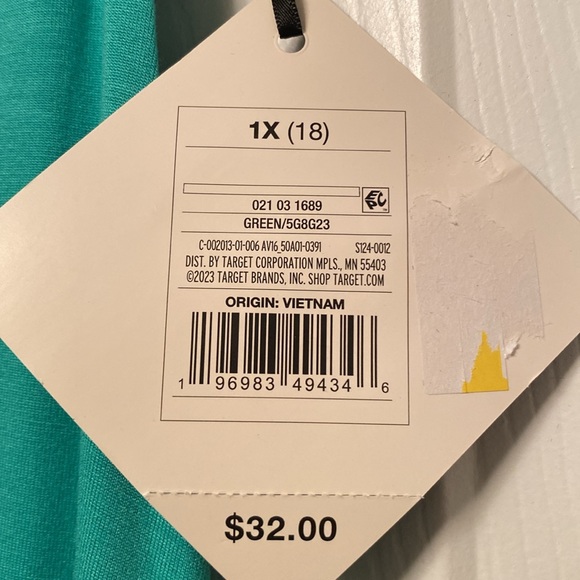 1X (18)
EPC
021 03 1689
GREEN/5G8G23
C-002013-01-006 AV16_50A01-0391 S124-0012
DIST. BY TARGET CORPORATION MPLS., MN 55403
©2023 TARGET BRANDS, INC. SHOP TARGET.COM
ORIGIN: VIETNAM
1 96983 49434 6
$32.00